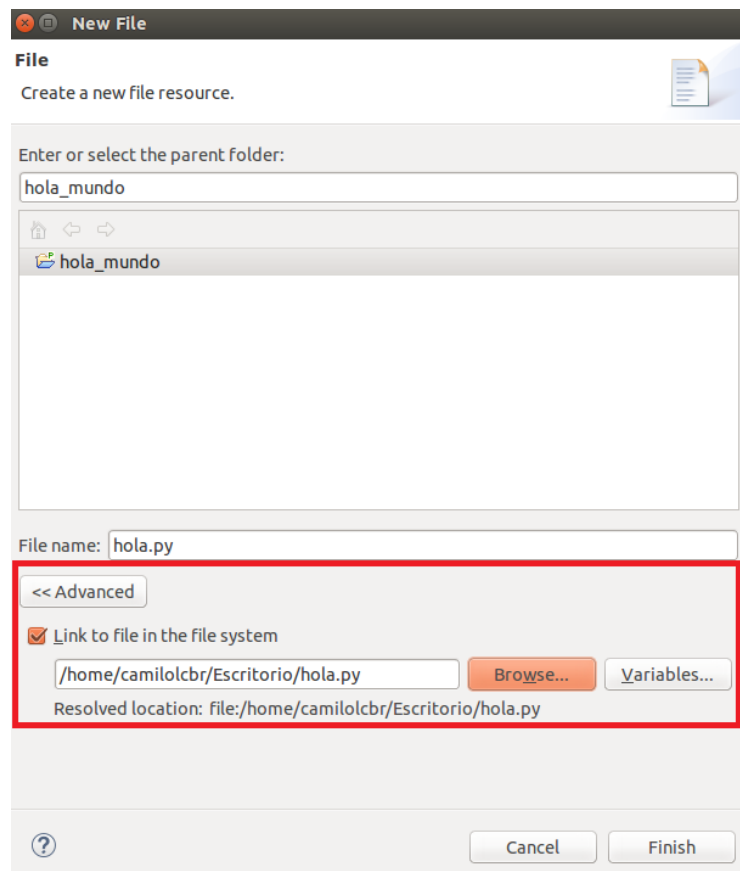 New File
File
Create a new file resource.
Enter or select the parent folder:
hola_mundo
hola_mundo
File name: hola.py
<< Advanced
Link to file in the file system
/home/camilolcbr/Escritorio/hola.py Browse... Variables...
Resolved location: file:/home/camilolcbr/Escritorio/hola.py
? Cancel Finish